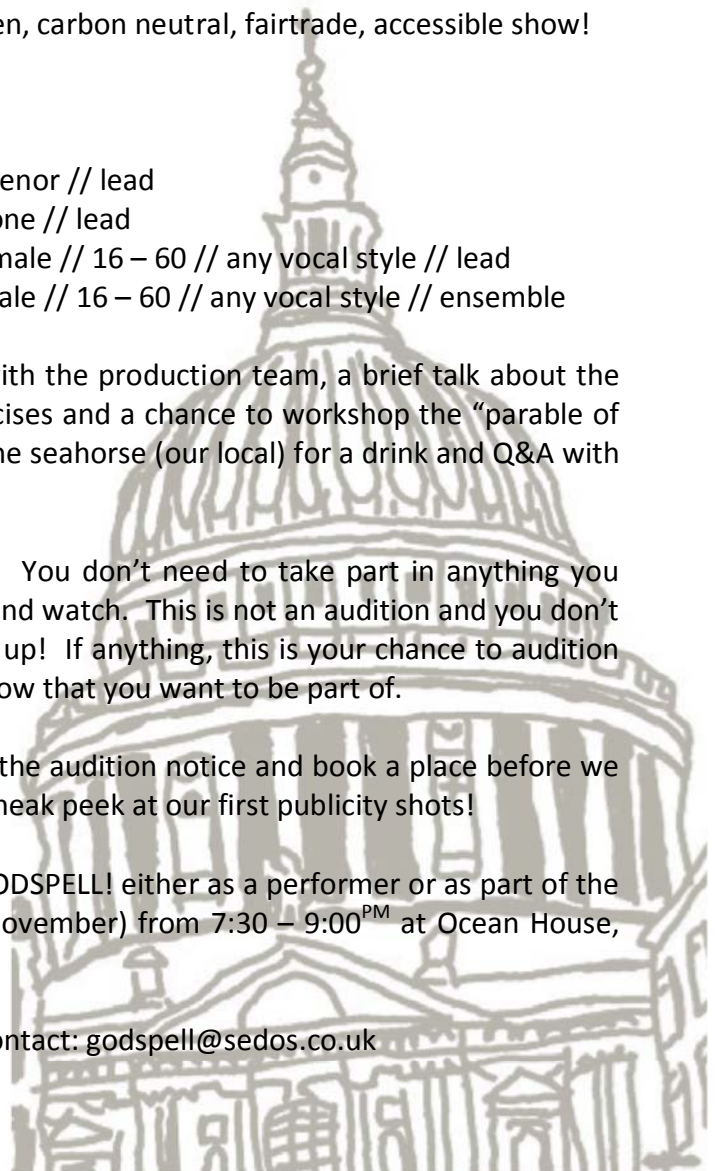 en, carbon neutral, fairtrade, accessible show!
enor // lead
one // lead
male // 16 – 60 // any vocal style // lead
ale // 16 – 60 // any vocal style // ensemble
with the production team, a brief talk about the
cises and a chance to workshop the “parable of
he seahorse (our local) for a drink and Q&A with
You don’t need to take part in anything you
and watch. This is not an audition and you don’t
up! If anything, this is your chance to audition
ow that you want to be part of.
the audition notice and book a place before we
neak peek at our first publicity shots!
ODSPELL! either as a performer or as part of the
ovember) from 7:30 – 9:00PM at Ocean House,
ontact: godspell@sedos.co.uk